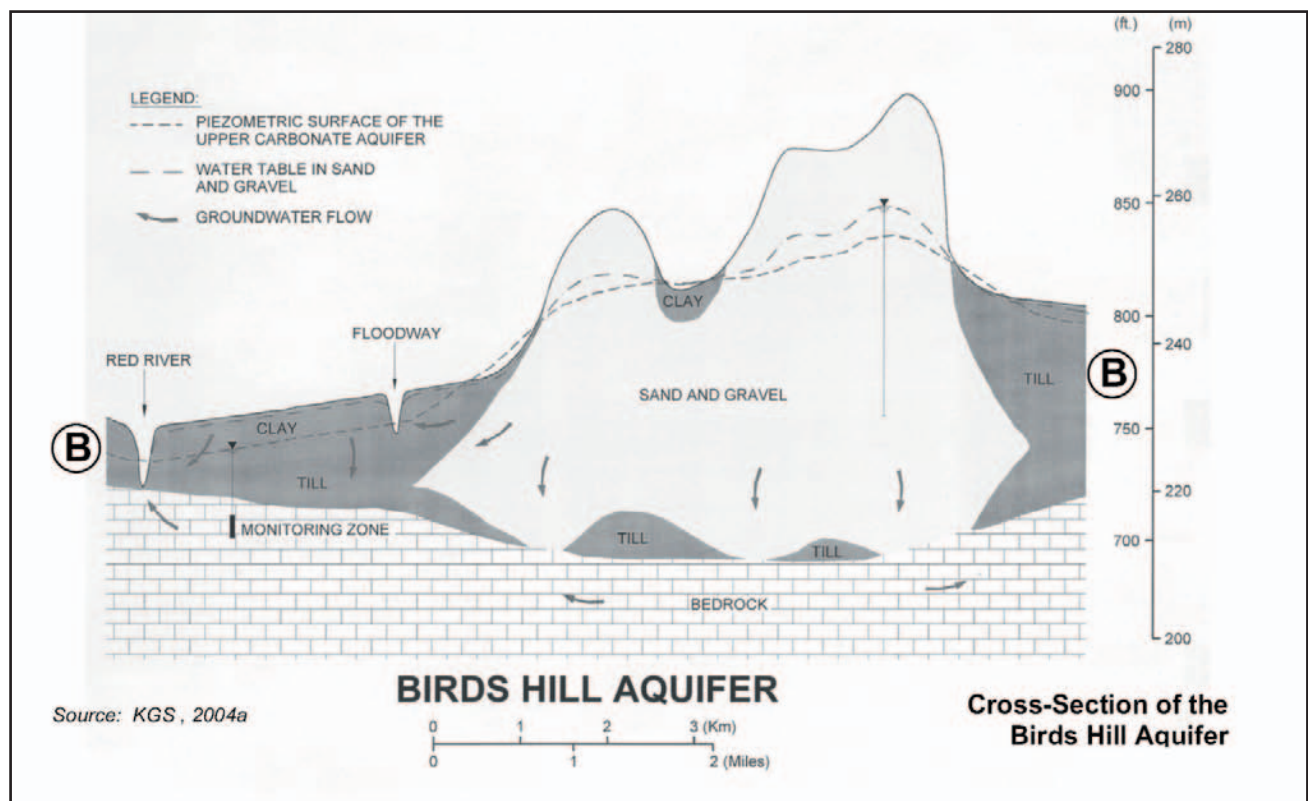 (ft.) (m)
280
900
LEGEND:
PIEZOMETRIC SURFACE OF THE
UPPER CARBONATE AQUIFER
WATER TABLE IN SAND
AND GRAVEL
GROUNDWATER FLOW
850
260
CLAY
800
FLOODWAY
240
RED RIVER
TILL
B
SAND AND GRAVEL
CLAY
750
B
TILL
220
MONITORING ZONE
TILL
TILL
700
BEDROCK
200
BIRDS HILL AQUIFER
Source: KGS , 2004a
Cross-Section of the
Birds Hill Aquifer
0 1 2 3 (Km)
0 1 2 (Miles)